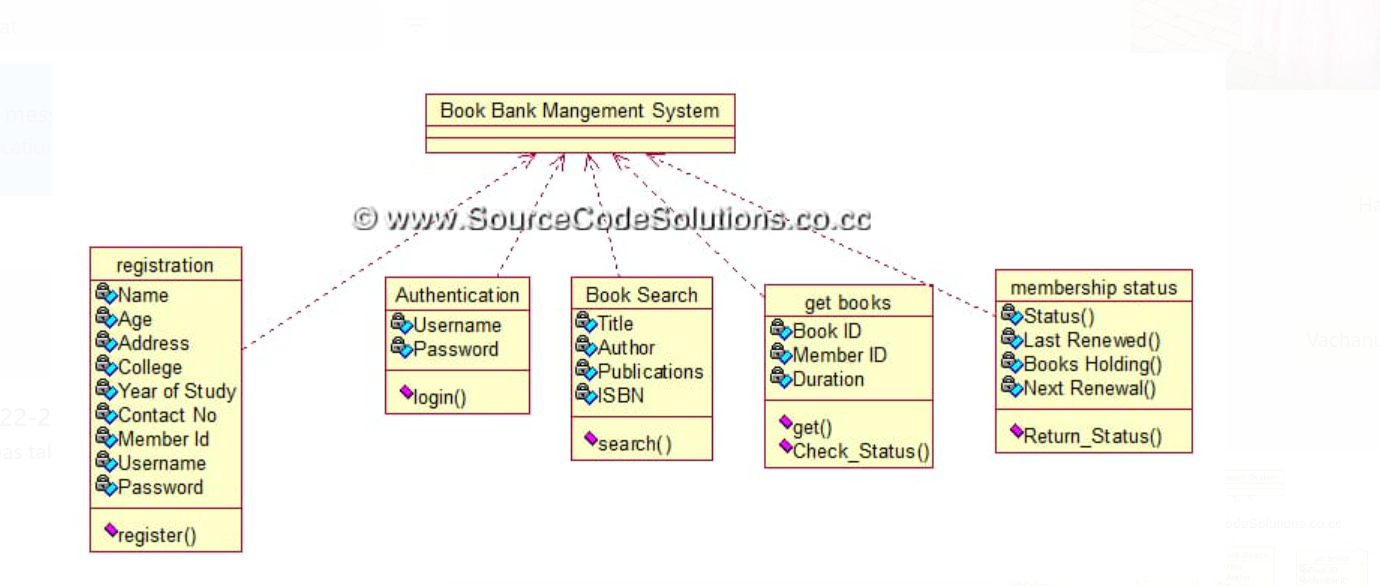 Book Bank Mangement System
© www.SourceCodeSolutions.co.cc
registration
Name
Age
Address
College
Year of Study
Contact No
Member Id
Username
Password
register()
Authentication
Username
Password
login()
Book Search
Title
Author
Publications
ISBN
search()
get books
Book ID
Member ID
Duration
get()
Check_Status()
membership status
Status()
Last Renewed()
Books Holding()
Next Renewal()
Return_Status()